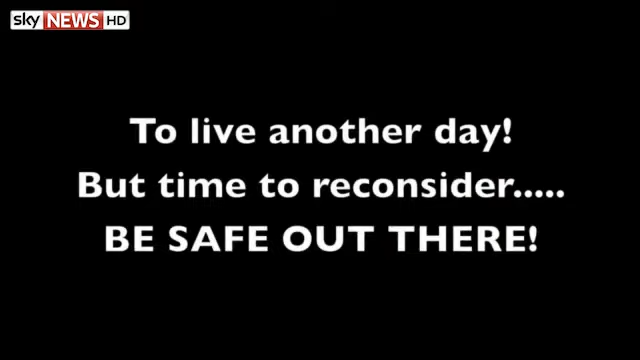 sky NEWS HD
To live another day!
But time to reconsider.....
BE SAFE OUT THERE!